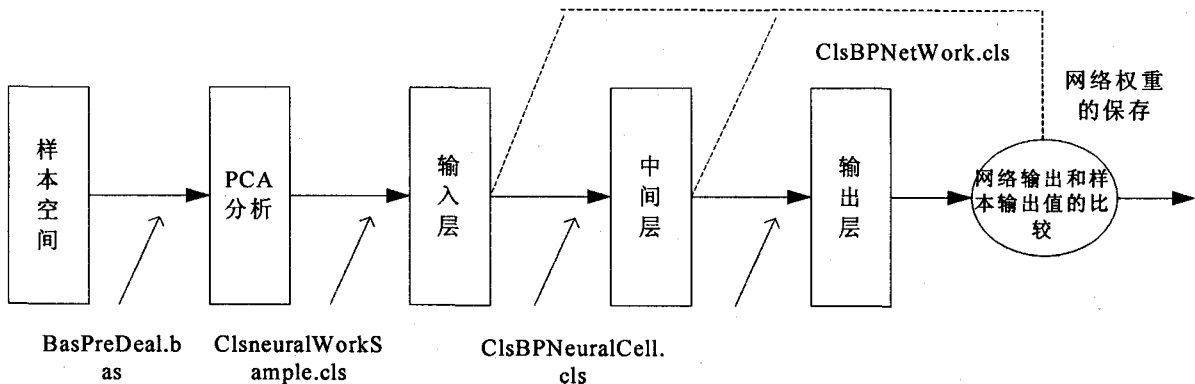 ClsBPNetWork.cls
网络权重
的保存
样
本
空
间
PCA
分析
输
入
层
中
间
层
输
出
层
网络输出和样
本输出值的比
较
BasPreDeal.b
as
ClsneuralWorkS
ample.cls
ClsBPNeuralCell.
cls